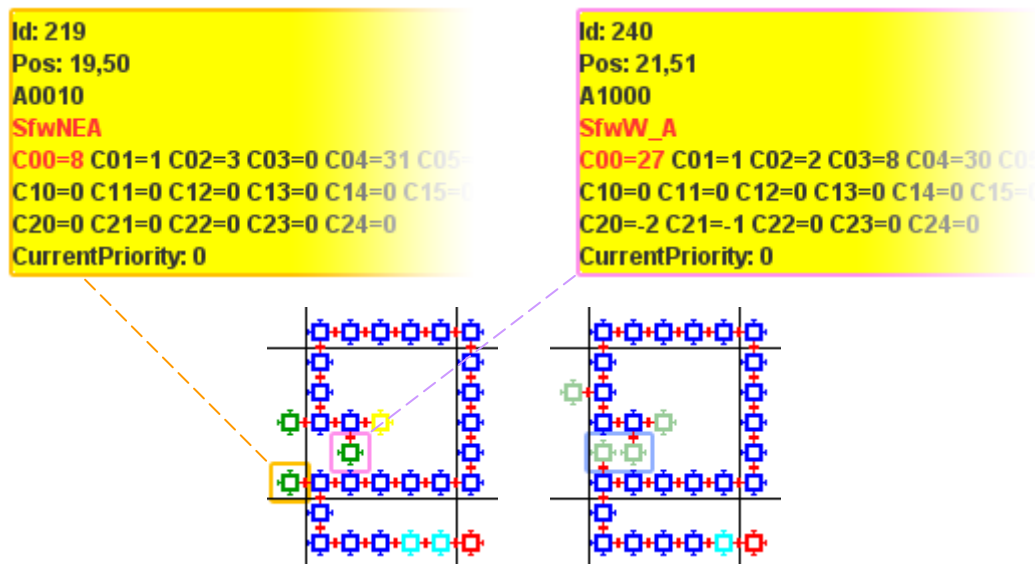 Id: 219
Pos: 19,50
A0010
SfwNEA
C00=8 C01=1 C02=3 C03=0 C04=31 C05=
C10=0 C11=0 C12=0 C13=0 C14=0 C15=0
C20=0 C21=0 C22=0 C23=0 C24=0
CurrentPriority: 0
Id: 240
Pos: 21,51
A1000
SfwW_A
C00=27 C01=1 C02=2 C03=8 C04=30
C10=0 C11=0 C12=0 C13=0 C14=0 C15=
C20=-2 C21=-1 C22=0 C23=0 C24=0
CurrentPriority: 0